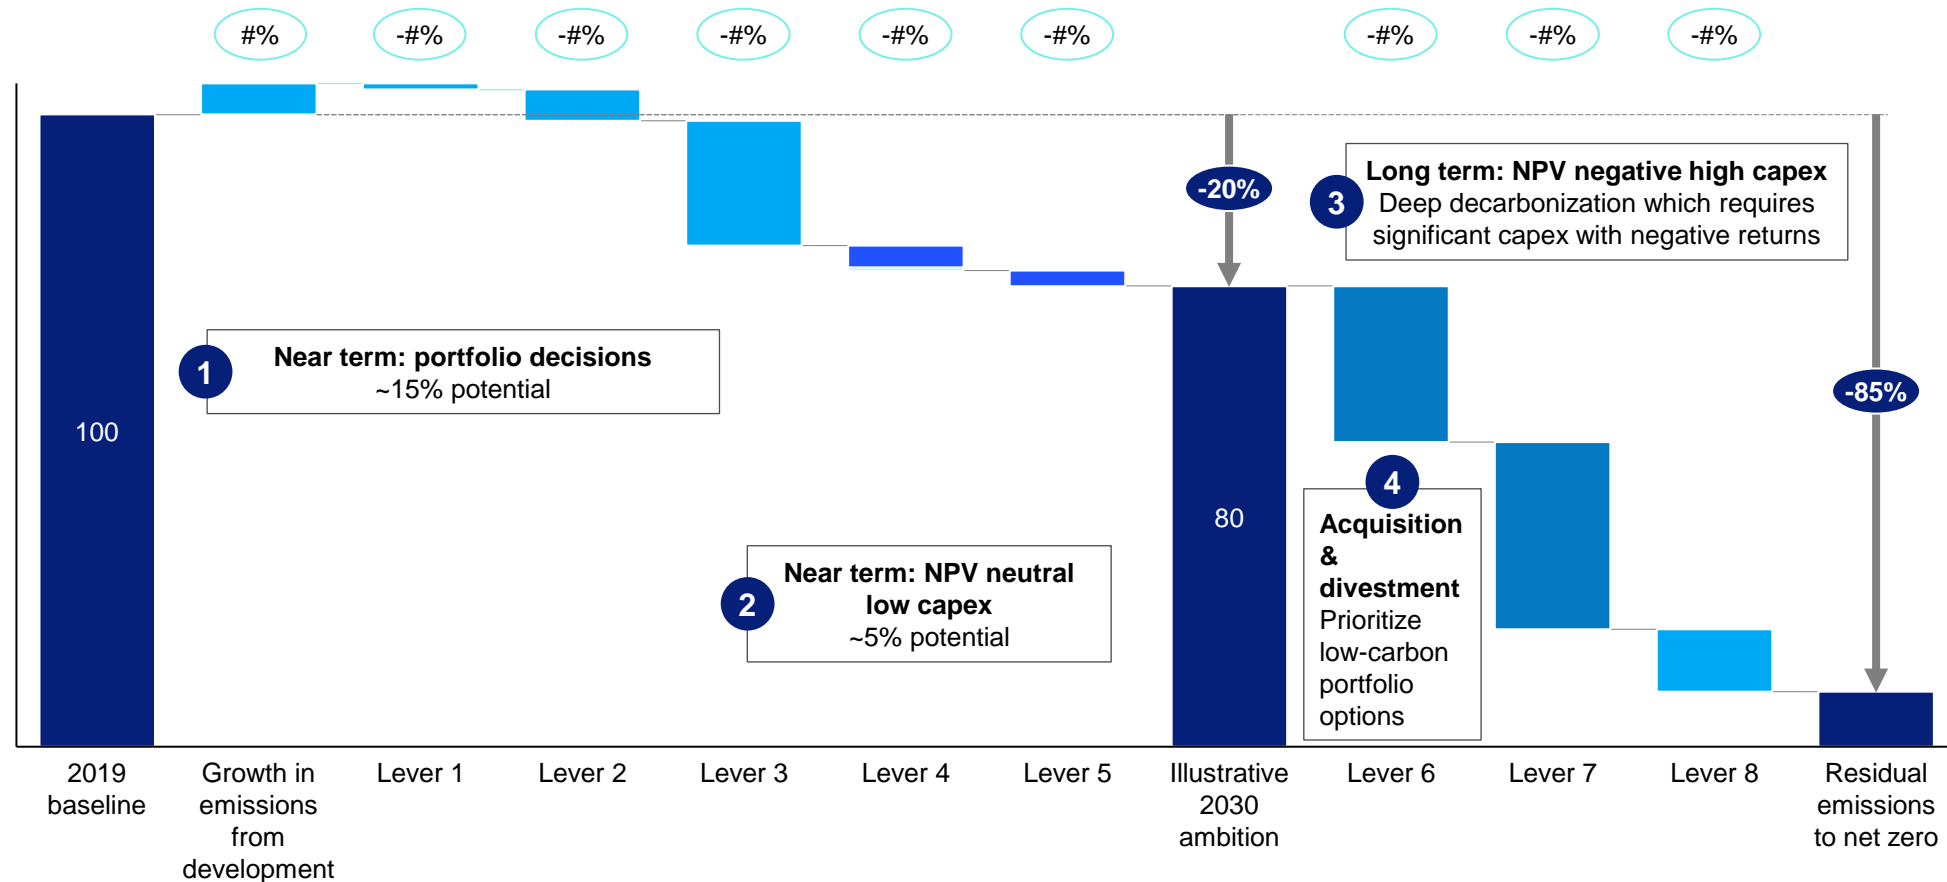 #%
-#%
-#%
-#%
-#%
-#%
-#%
-#%
-#%
-20%
3
Long term: NPV negative high capex
Deep decarbonization which requires
significant capex with negative returns
1
Near term: portfolio decisions
~15% potential
-85%
100
4
Acquisition
&
divestment
Prioritize
low-carbon
portfolio
options
80
2
Near term: NPV neutral
low capex
~5% potential
2019
baseline
Growth in
emissions
from
development
Lever 1
Lever 2
Lever 3
Lever 4
Lever 5
Illustrative
2030
ambition
Lever 6
Lever 7
Lever 8
Residual
emissions
to net zero